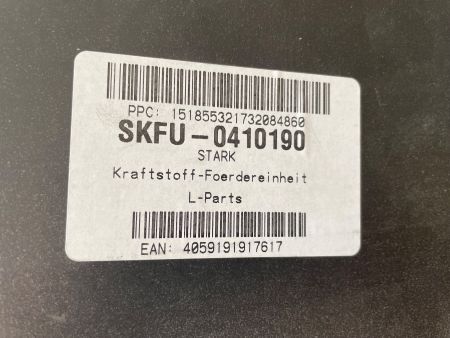 PPC: 151855321732084860
SKFU-0410190
STARK
Kraftstoff-Foerdereinheit
L-Parts
EAN: 4059191917617